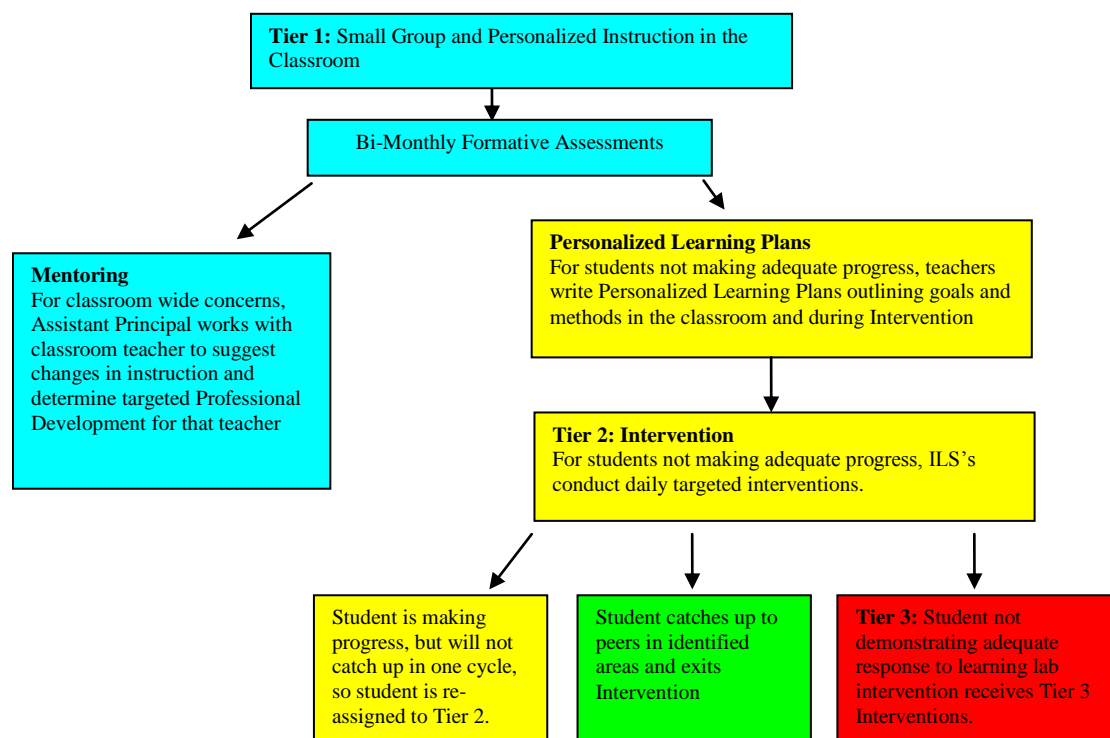 Tier 1: Small Group and Personalized Instruction in the
Classroom
Bi-Monthly Formative Assessments
Mentoring
For classroom wide concerns,
Assistant Principal works with
classroom teacher to suggest
changes in instruction and
determine targeted Professional
Development for that teacher
Personalized Learning Plans
For students not making adequate progress, teachers
write Personalized Learning Plans outlining goals and
methods in the classroom and during Intervention
Tier 2: Intervention
For students not making adequate progress, ILS’s
conduct daily targeted interventions.
Student is making
progress, but will not
catch up in one cycle,
so student is re-
assigned to Tier 2.
Student catches up to
peers in identified
areas and exits
Intervention
Tier 3: Student not
demonstrating adequate
response to learning lab
intervention receives Tier 3
Interventions.